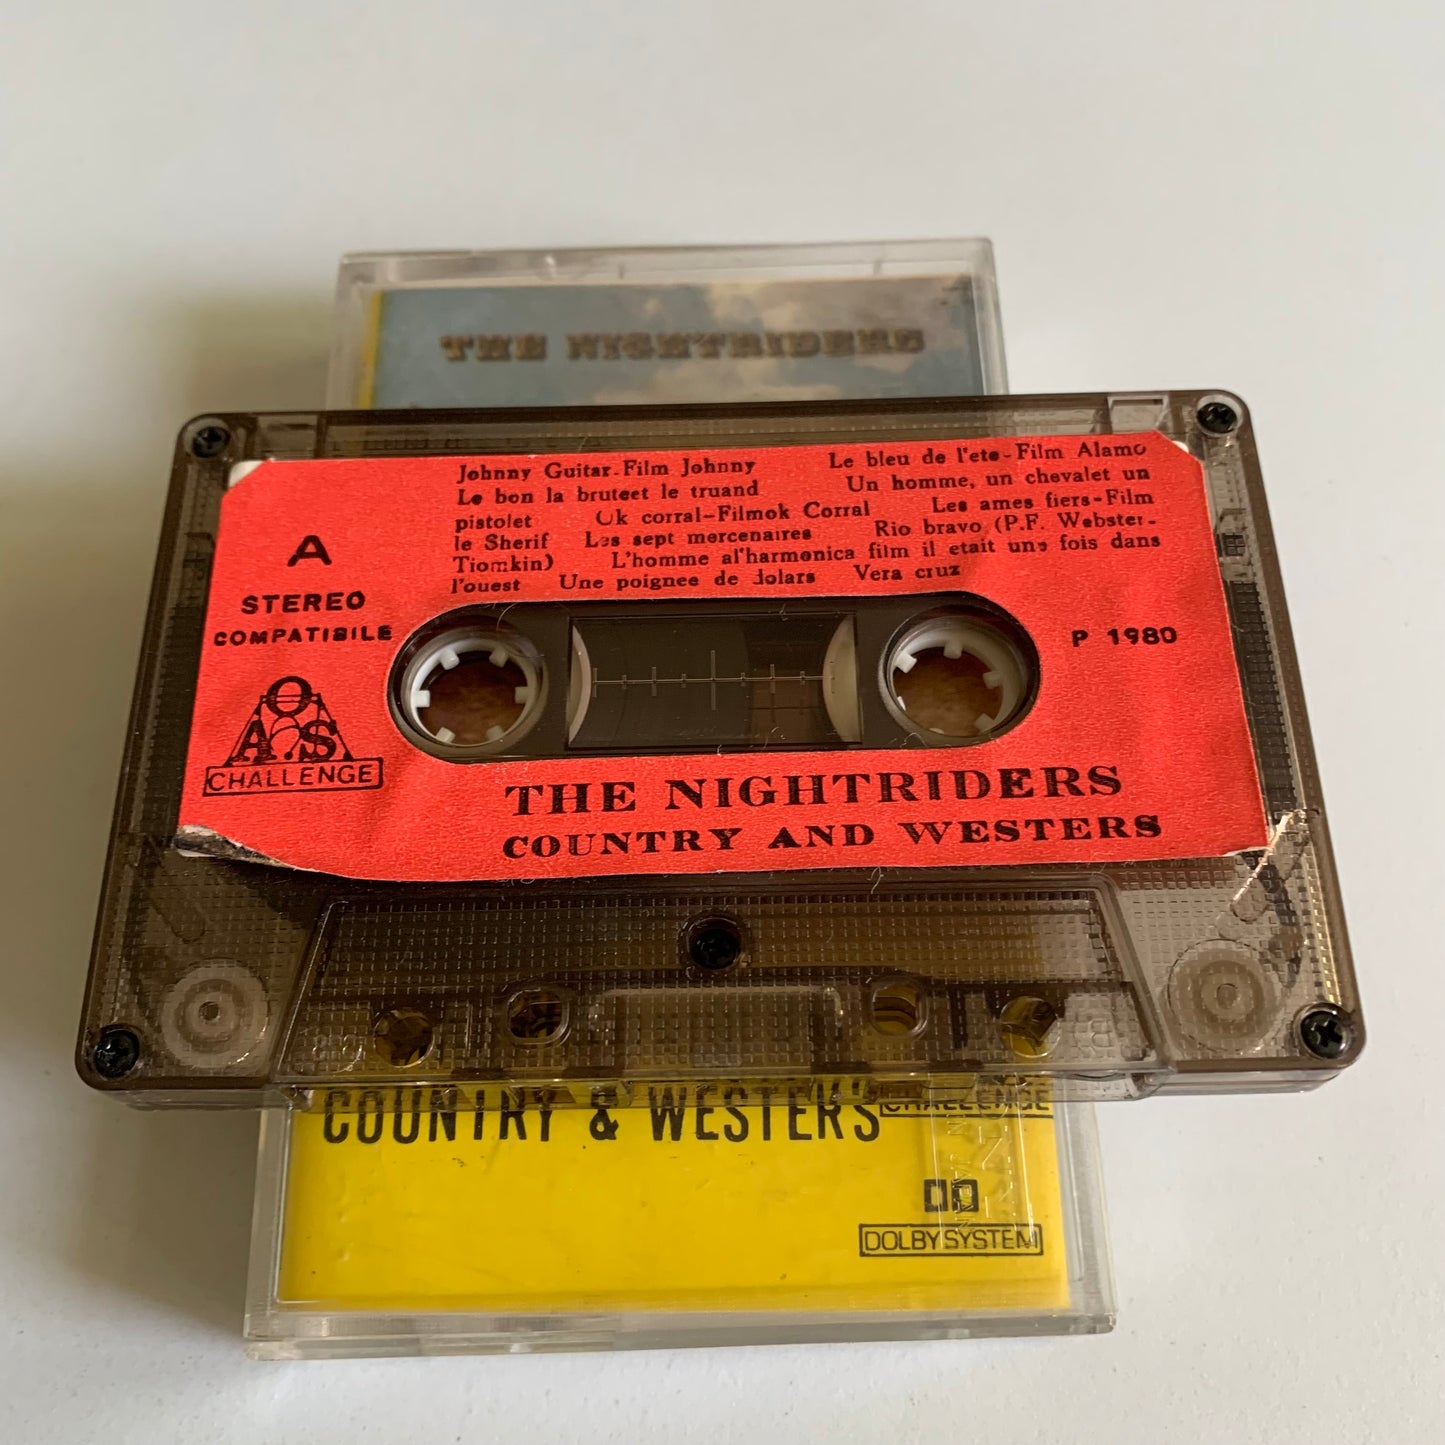 THE NIGHTRIDERS
Johnny Guitar-Film Johnny Le bleu de l'ete-Film Alamo
Le bon la bruteet le truand Un homme, un chevalet un
pistolet Ok corral-Filmok Corral Les ames fiers-Film
le Sherif Les sept mercenaires Rio bravo (P.F. Webster-
Tiomkin) L'homme al'harmonica film il etait une fois dans
l'ouest Une poignee de dolars Vera cruz
A
STEREO
COMPATIBILE
P 1980
OAS
CHALLENGE
THE NIGHTRIDERS
COUNTRY AND WESTERS
COUNTRY & WESTERS
CHALLENGE
DOLBY SYSTEM